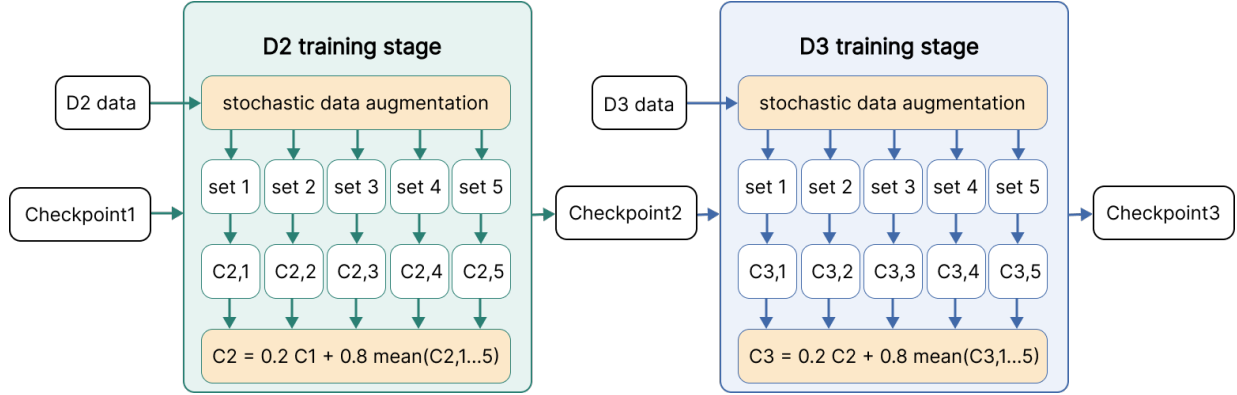 D2 training stage
D3 training stage
D2 data
stochastic data augmentation
D3 data
stochastic data augmentation
set 1 set 2 set 3 set 4 set 5
set 1 set 2 set 3 set 4 set 5
Checkpoint1
Checkpoint2
Checkpoint3
C2,1 C2,2 C2,3 C2,4 C2,5
C3,1 C3,2 C3,3 C3,4 C3,5
C2 = 0.2 C1 + 0.8 mean(C2,1...5)
C3 = 0.2 C2 + 0.8 mean(C3,1...5)